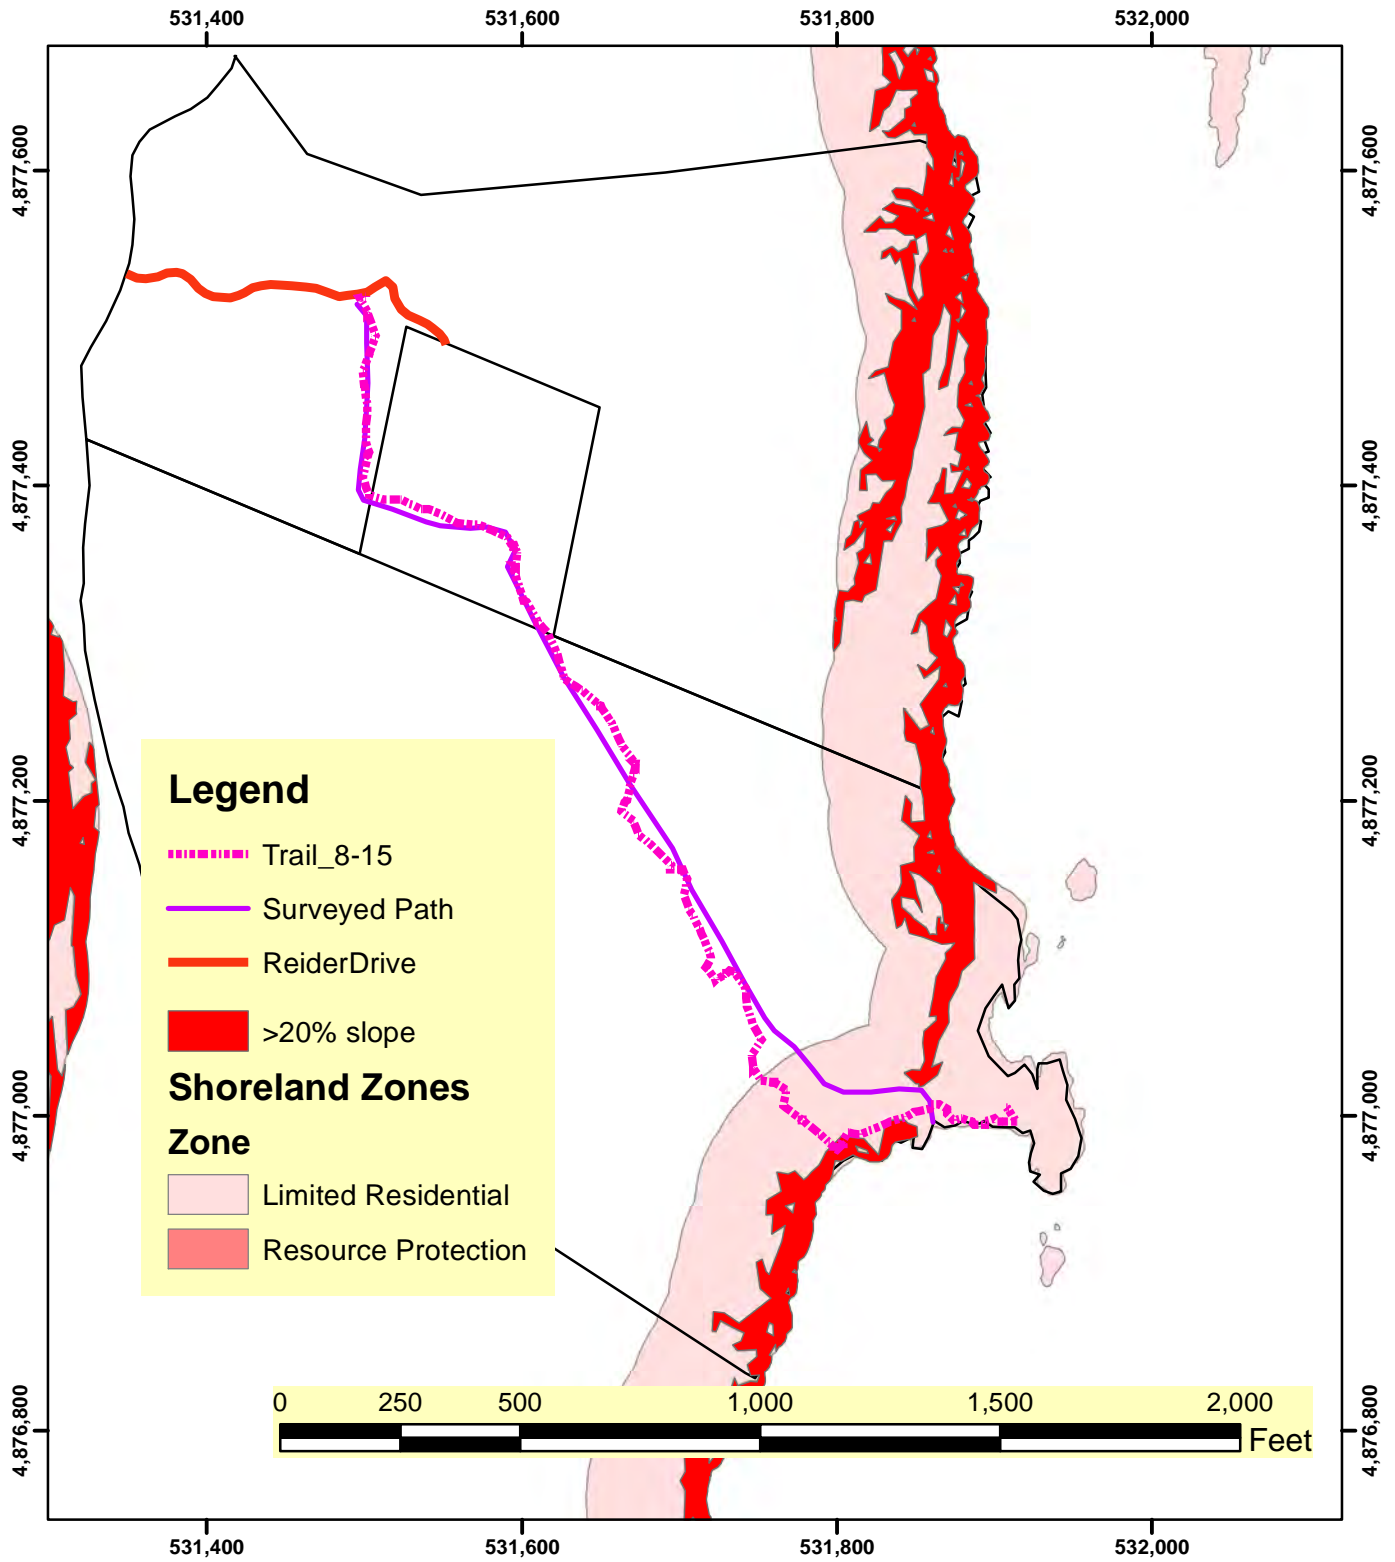 531,400 531,600 531,800 532,000
4,877,600 4,877,600
4,877,400 4,877,400
4,877,200 4,877,200
Legend
Trail_8-15
Surveyed Path
ReiderDrive
>20% slope
Shoreland Zones
4,877,000 4,877,000
Zone
Limited Residential
Resource Protection
0 250 500 1,000 1,500 2,000
Feet
4,876,800 4,876,800
531,400 531,600 531,800 532,000